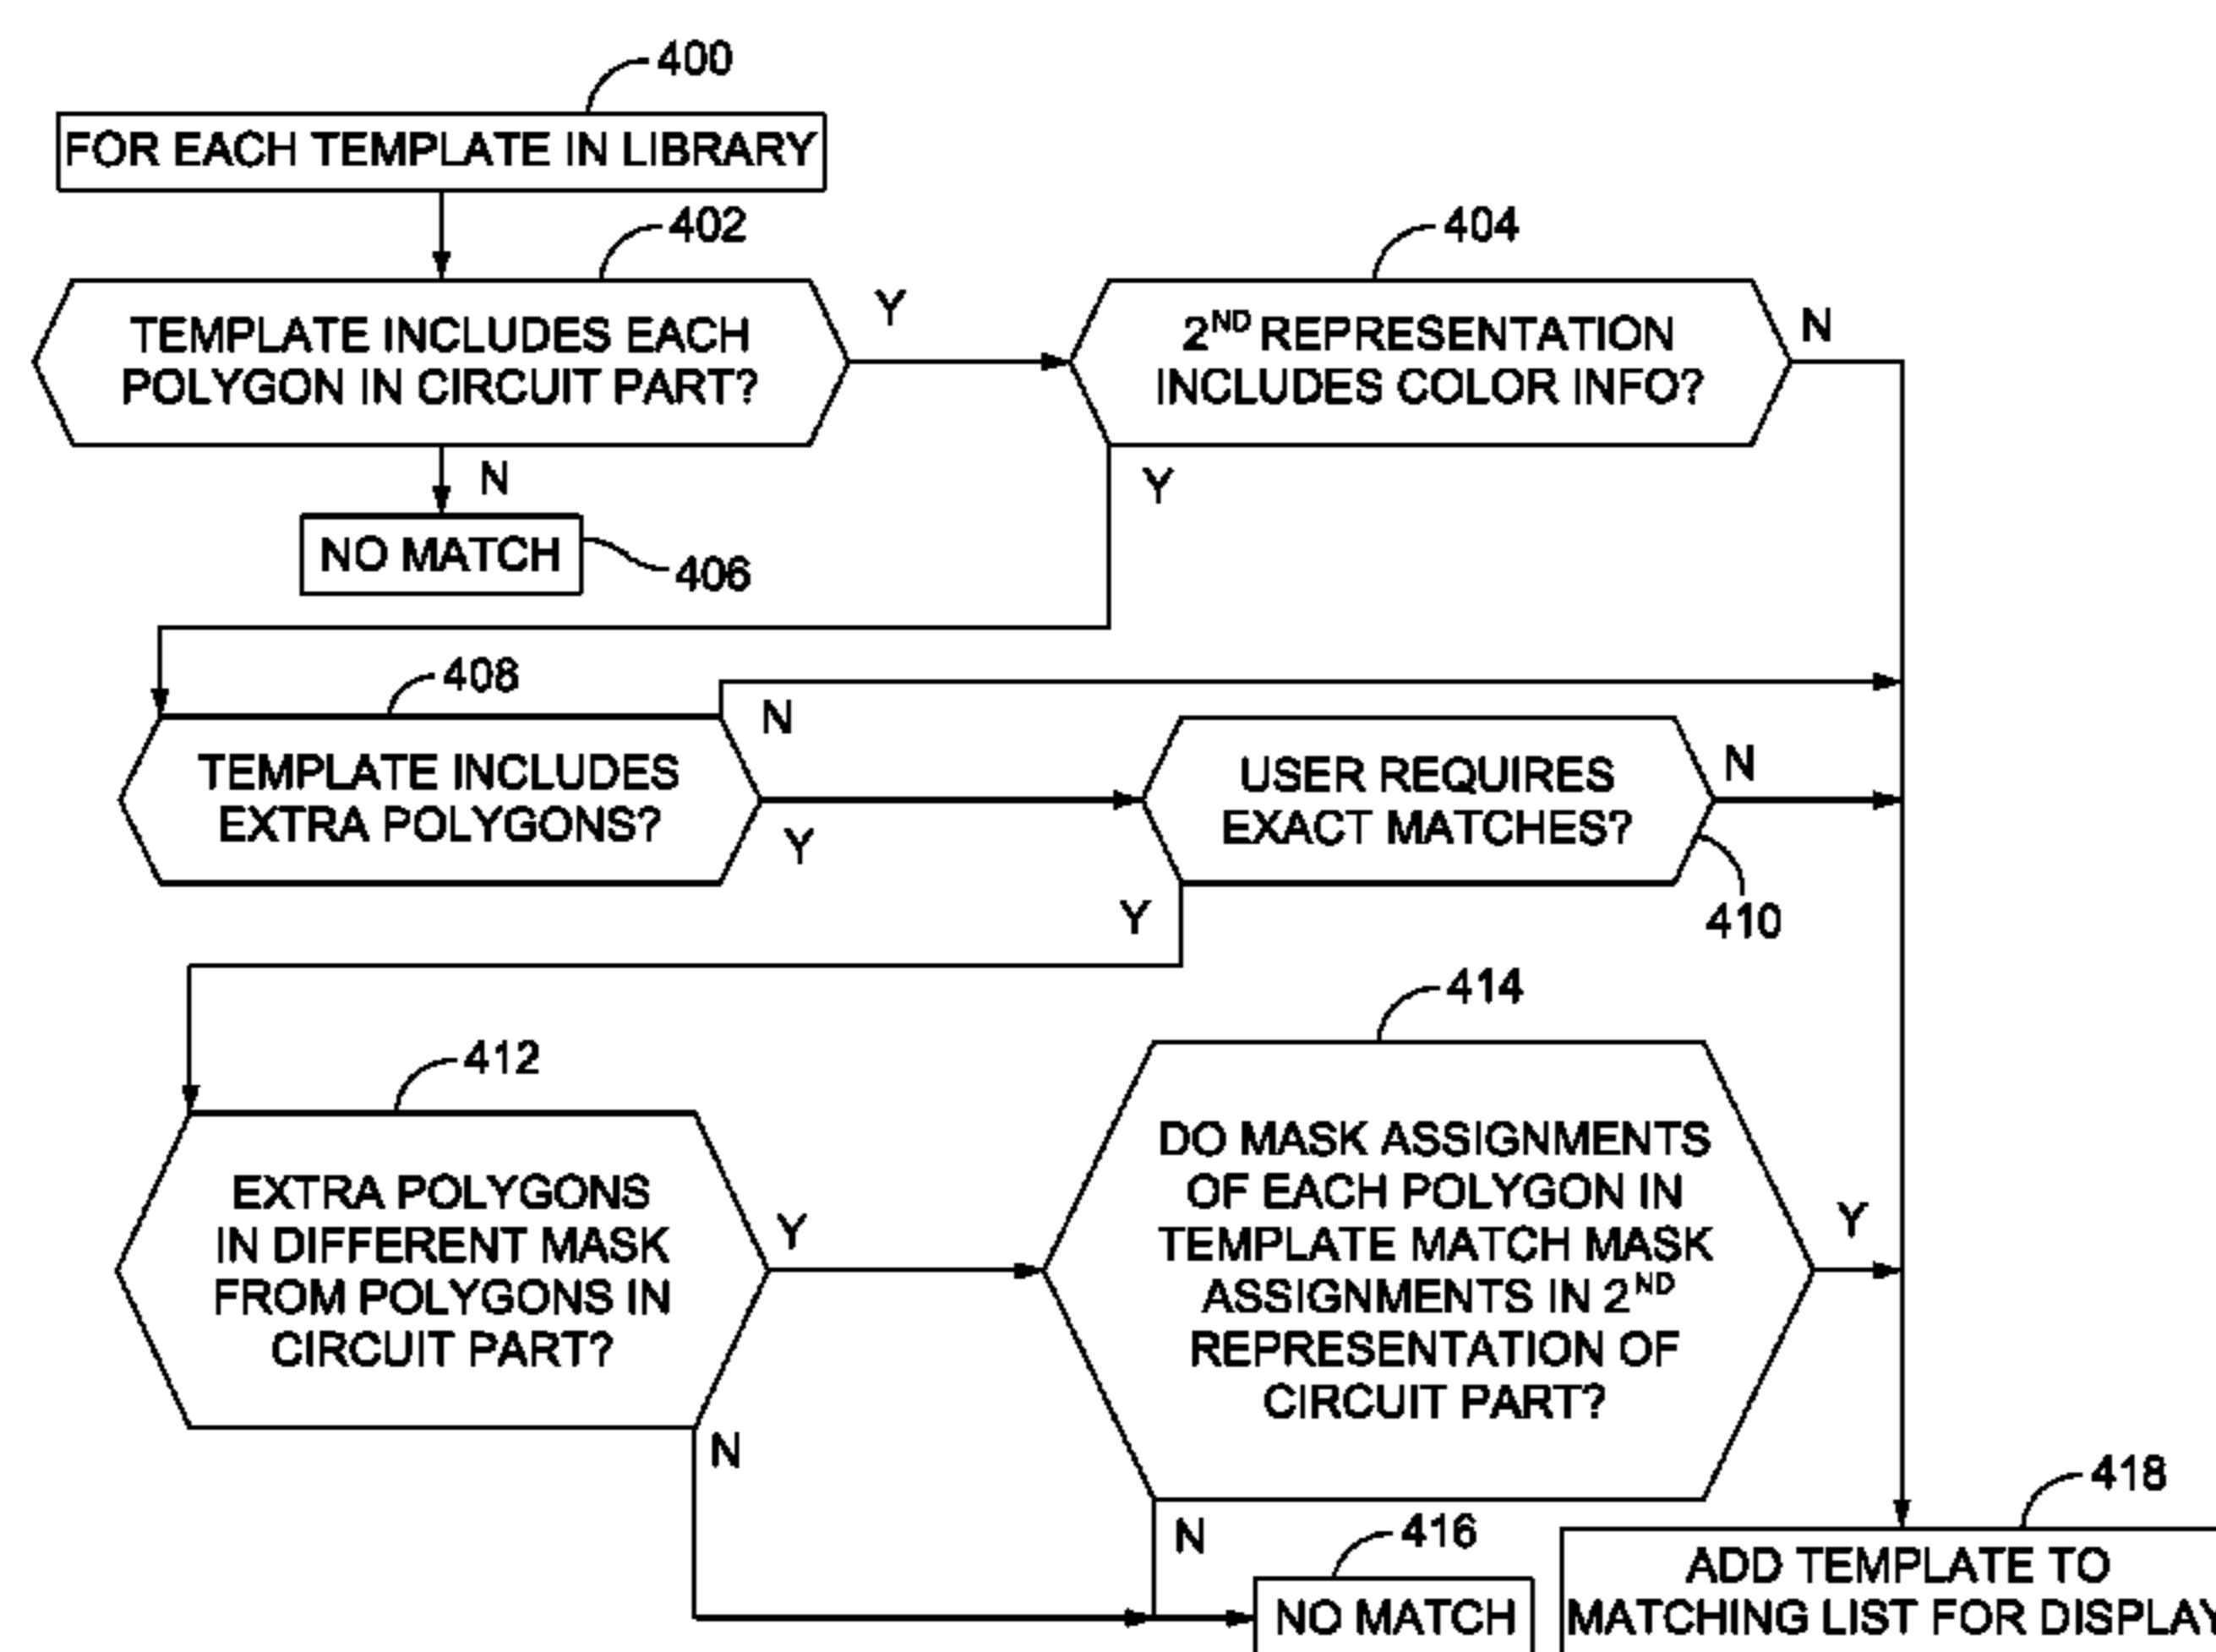 400
FOR EACH TEMPLATE IN LIBRARY
402
404
TEMPLATE INCLUDES EACH
POLYGON IN CIRCUIT PART?
Y
2ND REPRESENTATION
INCLUDES COLOR INFO?
N
N
Y
NO MATCH
406
408
N
TEMPLATE INCLUDES
EXTRA POLYGONS?
Y
USER REQUIRES
EXACT MATCHES?
N
Y
410
414
412
EXTRA POLYGONS
IN DIFFERENT MASK
FROM POLYGONS IN
CIRCUIT PART?
Y
DO MASK ASSIGNMENTS
OF EACH POLYGON IN
TEMPLATE MATCH MASK
ASSIGNMENTS IN 2ND
REPRESENTATION OF
CIRCUIT PART?
Y
N
N
416
NO MATCH
418
ADD TEMPLATE TO
MATCHING LIST FOR DISPLAY